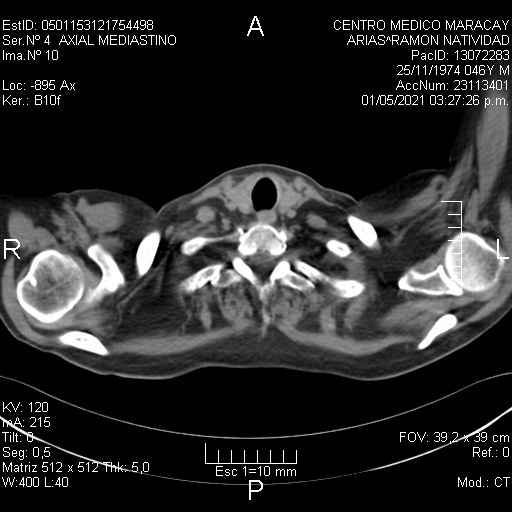 EstID: 0501153121754498
Ser.Nº 4 AXIAL MEDIASTINO
Ima.Nº 10
Loc: -895 Ax
Ker.: B10f
A
CENTRO MEDICO MARACAY
ARIAS^RAMON NATIVIDAD
PacID: 13072283
25/11/1974 046Y M
AccNum: 23113401
01/05/2021 03:27:26 p.m.
R
L
KV: 120
mA: 215
Tilt: 0
Seg: 0,5
Matriz 512 x 512 Thk: 5,0
W:400 L:40
Esc 1=10 mm
P
FOV: 39,2 x 39 cm
Ref.: 0
Mod.: CT